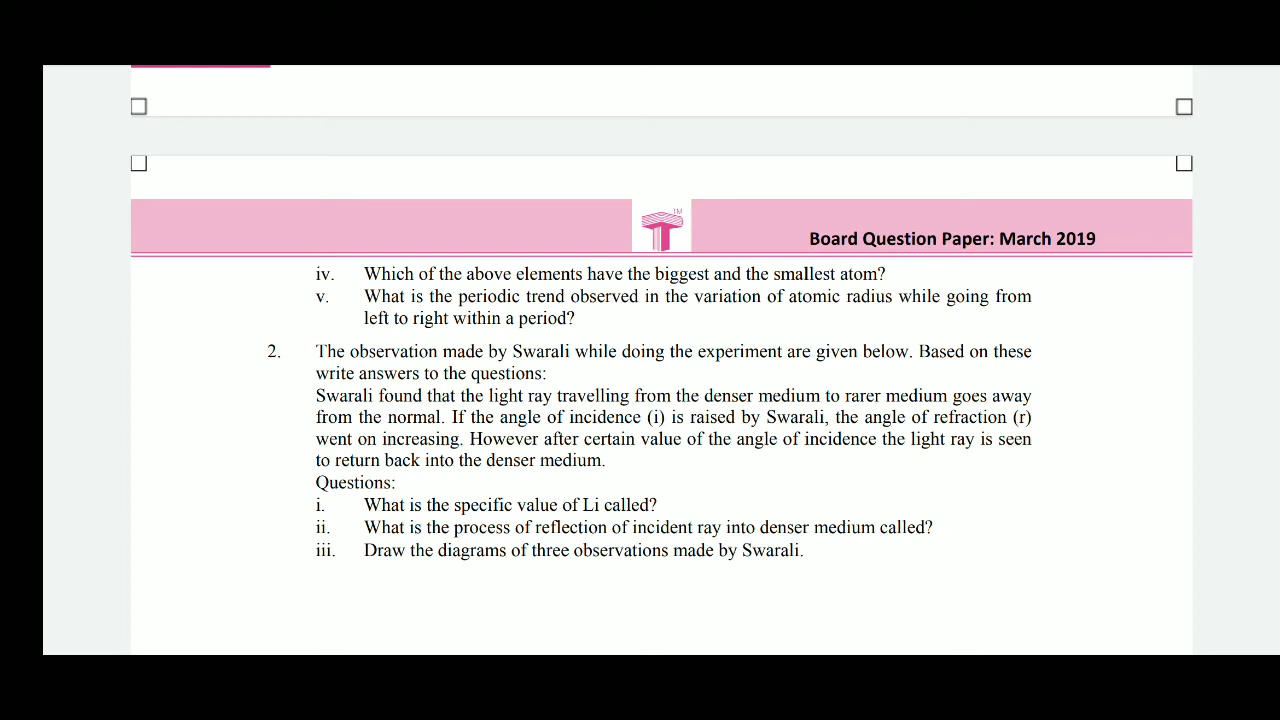 TM
Board Question Paper: March 2019
iv. Which of the above elements have the biggest and the smallest atom?
v. What is the periodic trend observed in the variation of atomic radius while going from
left to right within a period?
2. The observation made by Swarali while doing the experiment are given below. Based on these
write answers to the questions:
Swarali found that the light ray travelling from the denser medium to rarer medium goes away
from the normal. If the angle of incidence (i) is raised by Swarali, the angle of refraction (r)
went on increasing. However after certain value of the angle of incidence the light ray is seen
to return back into the denser medium.
Questions:
i. What is the specific value of Li called?
ii. What is the process of reflection of incident ray into denser medium called?
iii. Draw the diagrams of three observations made by Swarali.